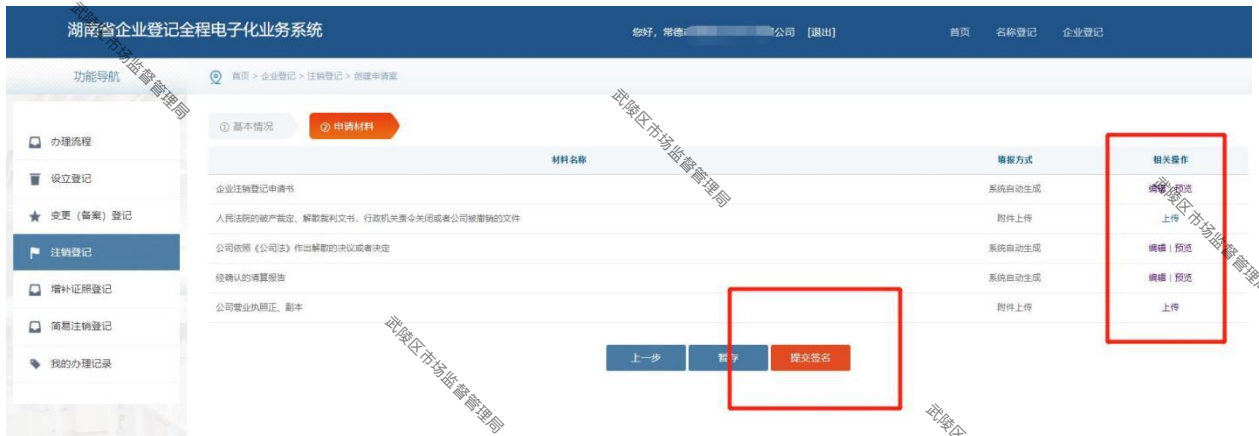 湖南省企业登记全程电子化业务系统
您好，常德 公司 [退出]
首页 名称登记 企业登记
功能导航
首页 > 企业登记 > 注销登记 > 创建申请案
办理流程
设立登记
变更（备案）登记
注销登记
增补证照登记
简易注销登记
我的办理记录
① 基本情况
② 申请材料
材料名称 填报方式 相关操作
企业注销登记申请书 系统自动生成 编辑 | 预览
人民法院的破产裁定、解散裁判文书，行政机关责令关闭或者公司被撤销的文件 附件上传 上传
公司依照《公司法》作出解散的决议或者决定 系统自动生成 编辑 | 预览
经确认的清算报告 系统自动生成 编辑 | 预览
公司营业执照正、副本 附件上传 上传
上一步 暂存 提交签名
武陵区市场监督管理局
武陵区市场监督管理局
武陵区市场监督管理局
武陵区市场监督管理局
武陵区